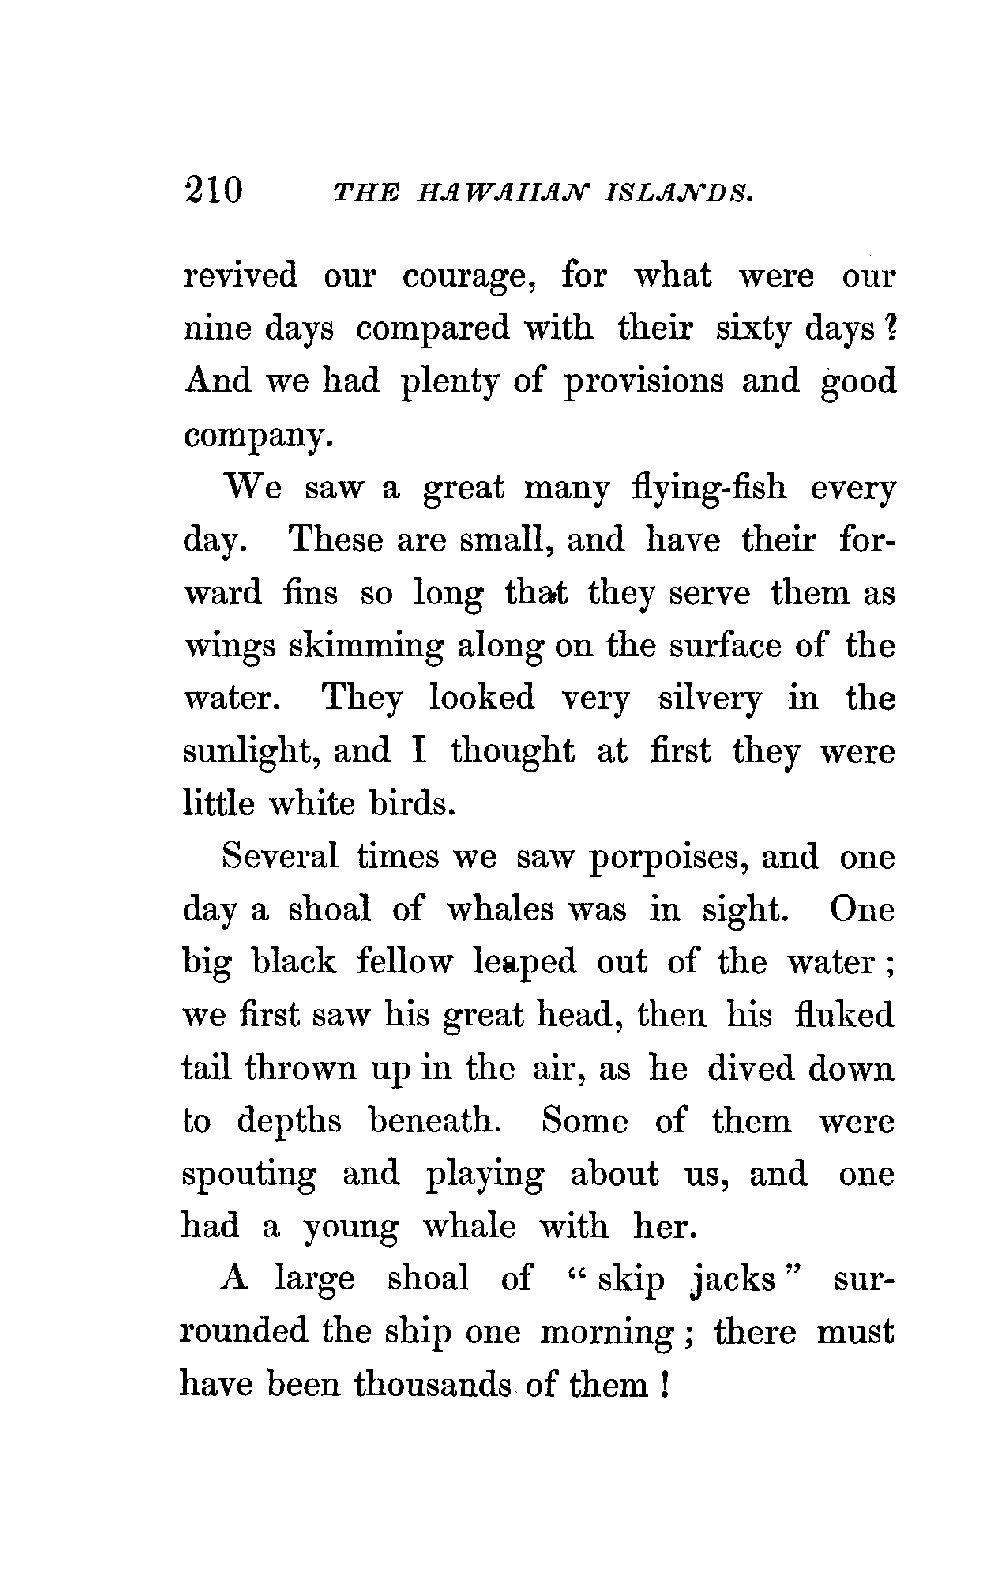 210 THE HAWAIIAN ISLANDS.
revived our courage, for what were our
nine days compared with their sixty days?
And we had plenty of provisions and good
company.
We saw a great many flying-fish every
day. These are small, and have their for-
ward fins so long that they serve them as
wings skimming along on the surface of the
water. They looked very silvery in the
sunlight, and I thought at first they were
little white birds.
Several times we saw porpoises, and one
day a shoal of whales was in sight. One
big black fellow leaped out of the water;
we first saw his great head, then his fluked
tail thrown up in the air, as he dived down
to depths beneath. Some of them were
spouting and playing about us, and one
had a young whale with her.
A large shoal of "skip jacks" sur-
rounded the ship one morning; there must
have been thousands of them!